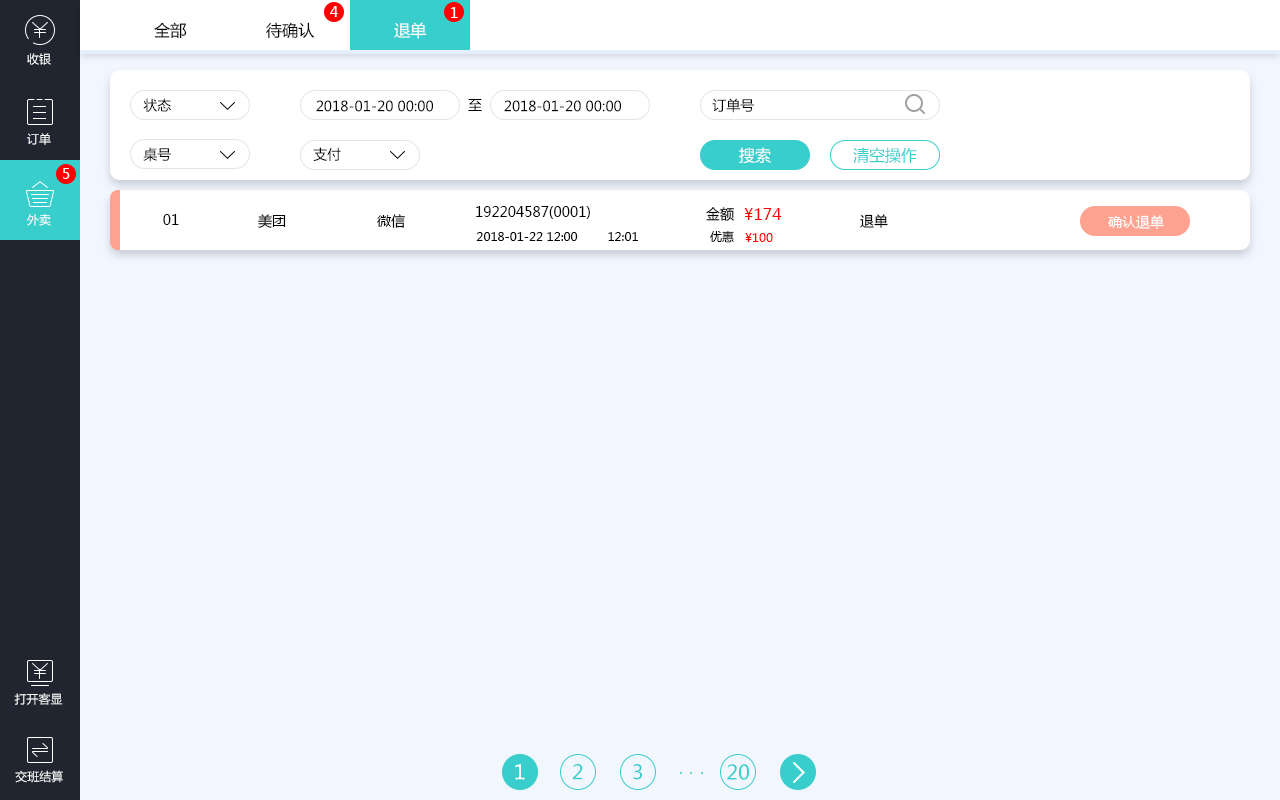 收银
订单
5
外卖
打开客显
交班结算
全部
待确认
4
退单
1
状态
2018-01-20 00:00
至
2018-01-20 00:00
订单号
桌号
支付
搜索
清空操作
01
美团
微信
192204587(0001)
2018-01-22 12:00
12:01
金额 ¥174
优惠 ¥100
退单
确认退单
1
2
3
···
20